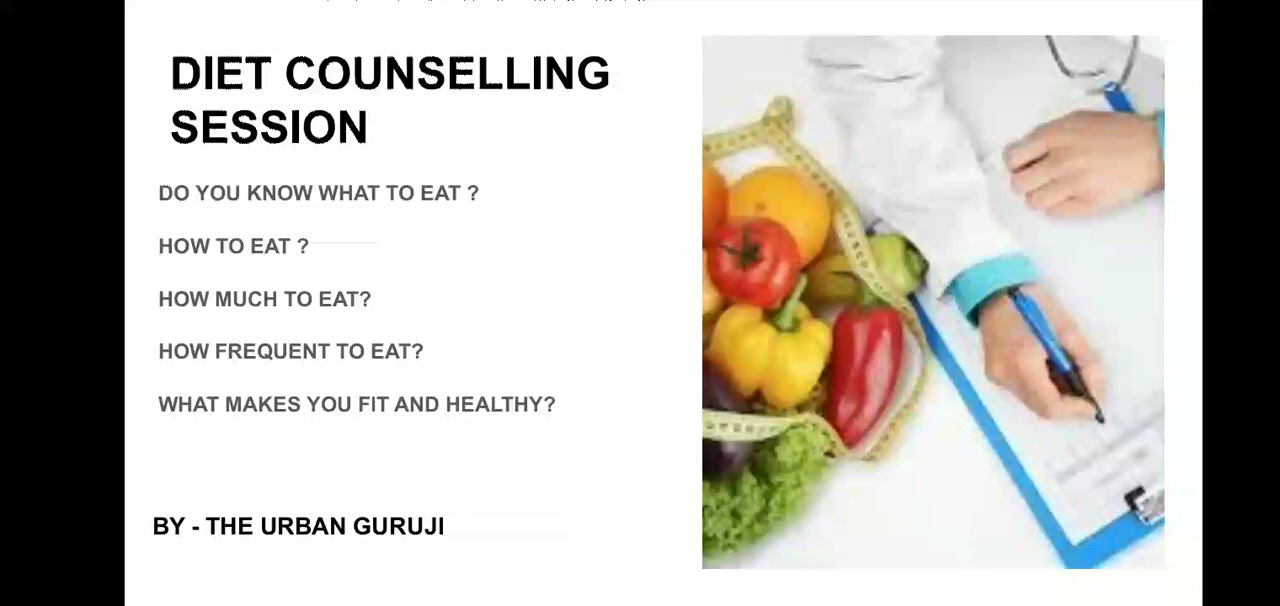 DIET COUNSELLING
SESSION
DO YOU KNOW WHAT TO EAT ?
HOW TO EAT ?
HOW MUCH TO EAT?
HOW FREQUENT TO EAT?
WHAT MAKES YOU FIT AND HEALTHY?
BY - THE URBAN GURUJI